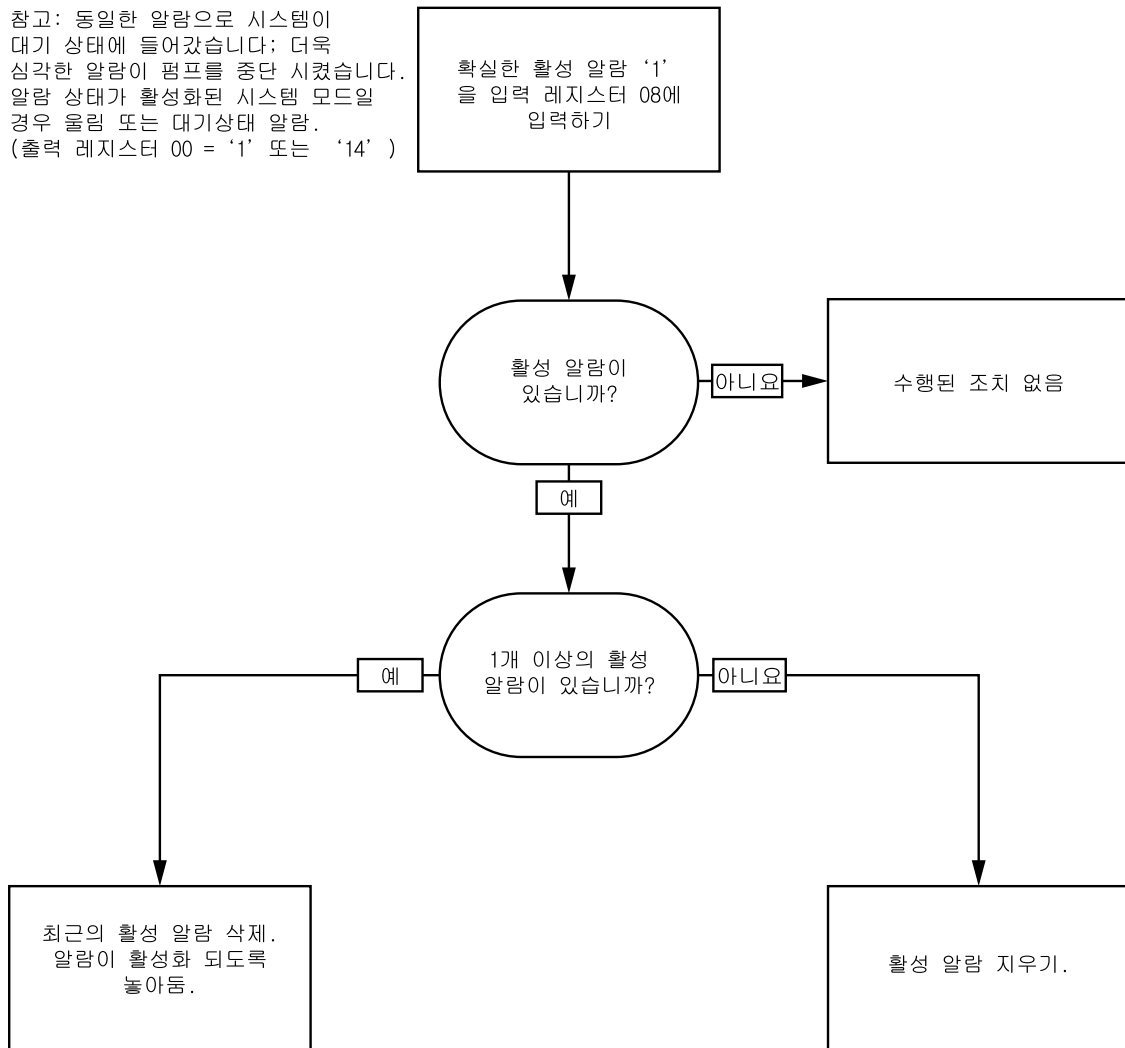 참고: 동일한 알람으로 시스템이
대기 상태에 들어갔습니다; 더욱
심각한 알람이 펌프를 중단 시켰습니다.
알람 상태가 활성화된 시스템 모드일
경우 울림 또는 대기상태 알람.
(출력 레지스터 00 = ‘1’ 또는 ‘14’ )
확실한 활성 알람 ‘1’
을 입력 레지스터 08에
입력하기
활성 알람이
있습니까?
아니요
수행된 조치 없음
예
1개 이상의 활성
알람이 있습니까?
예
아니요
최근의 활성 알람 삭제.
알람이 활성화 되도록
놓아둠.
활성 알람 지우기.